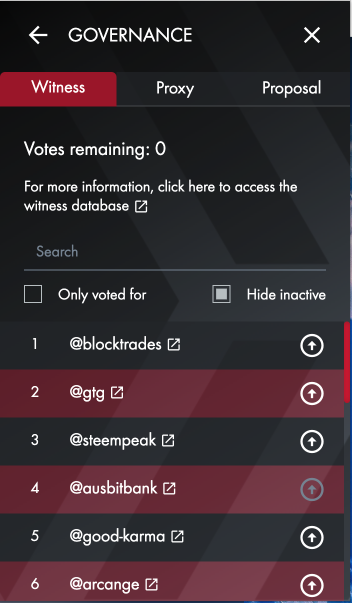 GOVERNANCE
Witness Proxy Proposal
Votes remaining: 0
For more information, click here to access the
witness database
Search
Only voted for Hide inactive
1 @blocktrades
2 @gtg
3 @steempeak
4 @ausbitbank
5 @good-karma
6 @arcange